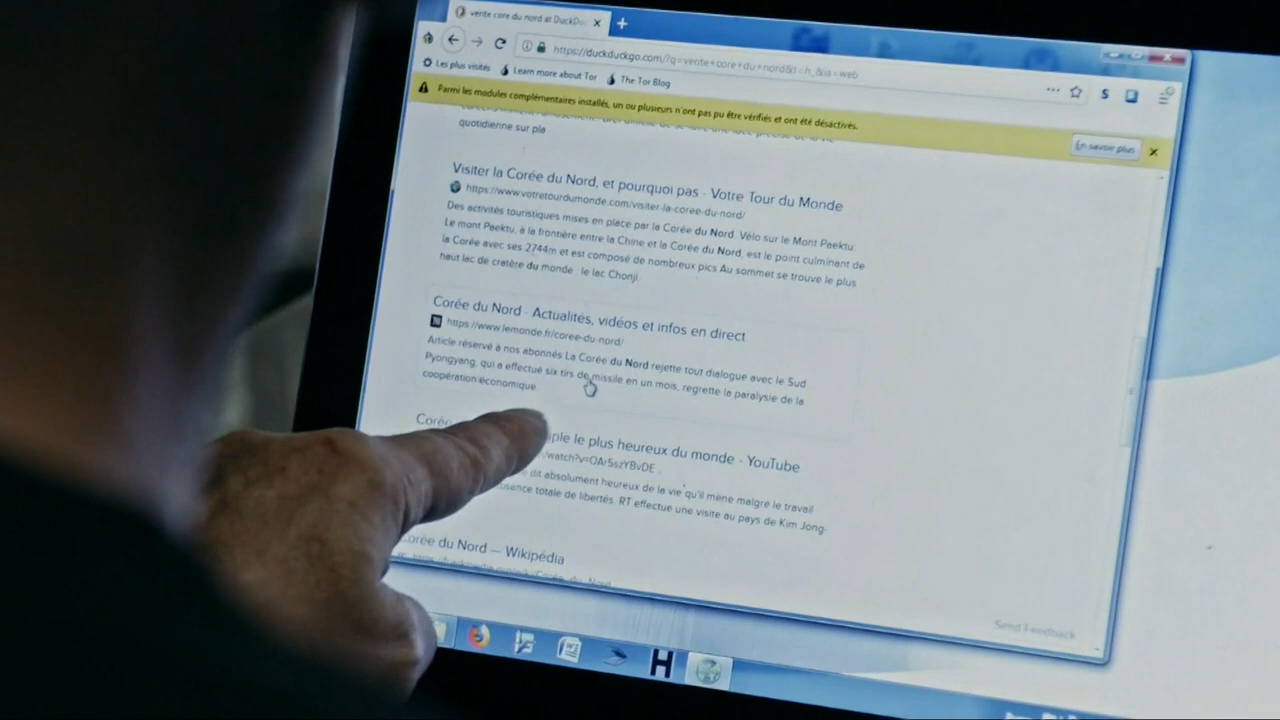 vente core du nord at DuckDu
https://duckduckgo.com/?q=vente+core+du+nord&t=h_&ia=web
Les plus visités Learn more about Tor The Tor Blog
Parmi les modules complémentaires installés, un ou plusieurs n'ont pas pu être vérifiés et ont été désactivés.
En savoir plus
quotidienne sur pla
Visiter la Corée du Nord, et pourquoi pas - Votre Tour du Monde
https://www.votretourdumonde.com/visiter-la-coree-du-nord/
Des activités touristiques mises en place par la Corée du Nord. Vélo sur le Mont Paektu.
Le mont Paektu, à la frontière entre la Chine et la Corée du Nord, est le point culminant de
la Corée avec ses 2744m et est composé de nombreux pics Au sommet se trouve le plus
haut lac de cratère du monde : le lac Chonji.
Corée du Nord - Actualités, vidéos et infos en direct
https://www.lemonde.fr/coree-du-nord/
Article réservé à nos abonnés La Corée du Nord rejette tout dialogue avec le Sud
Pyongyang, qui a effectué six tirs de missile en un mois, regrette la paralysie de la
coopération économique
Corée ple le plus heureux du monde - YouTube
/watch?v=OAr5szYBvDE
dit absolument heureux de la vie qu'il mène malgré le travail
totale de libertés. RT effectue une visite au pays de Kim Jong-
Corée du Nord — Wikipédia
Send Feedback
H